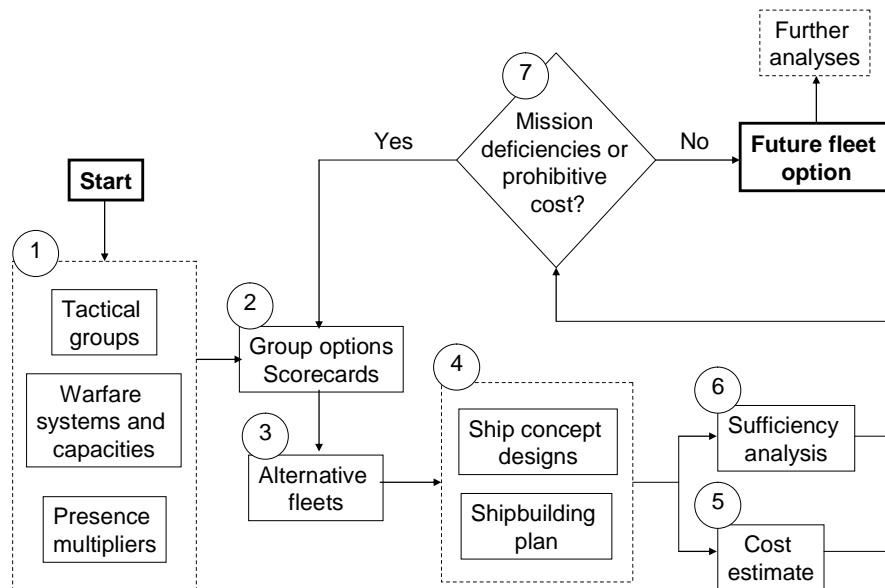 Further
analyses
7
Mission
deficiencies or
prohibitive
cost?
Yes
No
Future fleet
option
Start
1
Tactical
groups
Warfare
systems and
capacities
Presence
multipliers
2
Group options
Scorecards
3
Alternative
fleets
4
Ship concept
designs
Shipbuilding
plan
6
Sufficiency
analysis
5
Cost
estimate